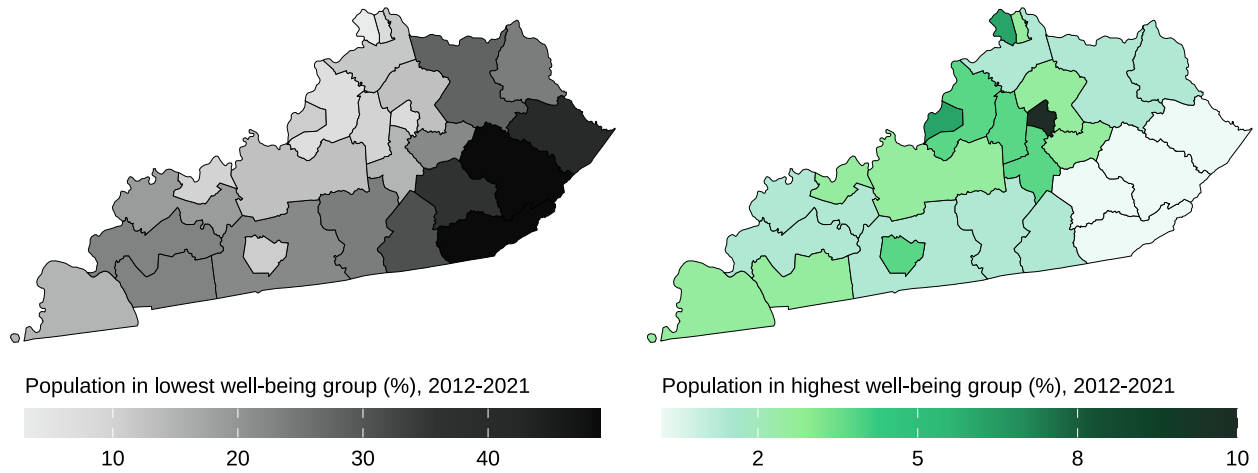 Population in lowest well-being group (%), 2012-2021
10 20 30 40
Population in highest well-being group (%), 2012-2021
2 5 8 10